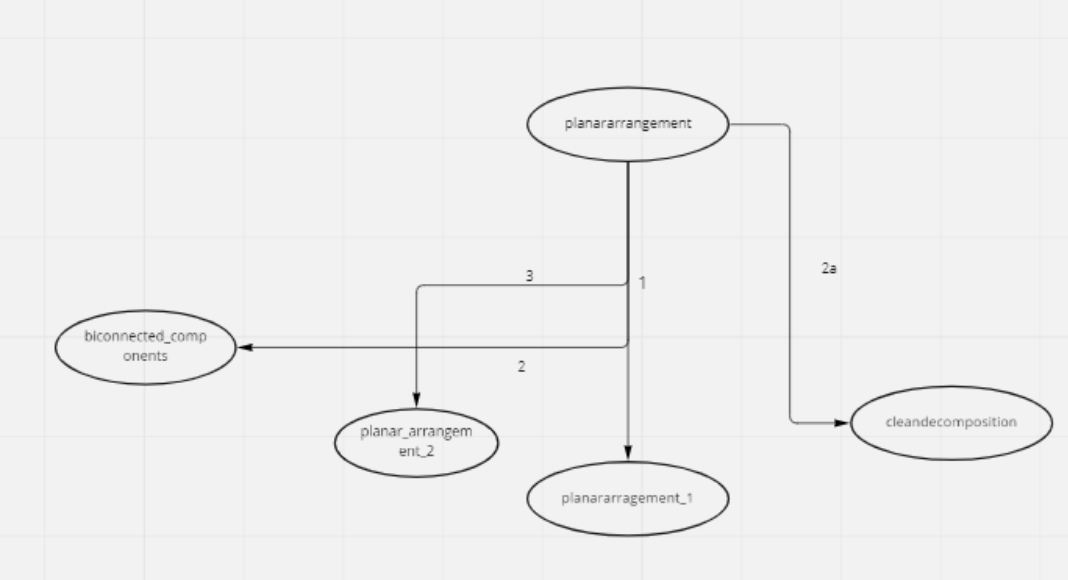 planararrangement
2a
3
1
biconnected_comp
onents
2
cleandecomposition
planar_arrangem
ent_2
planararragement_1